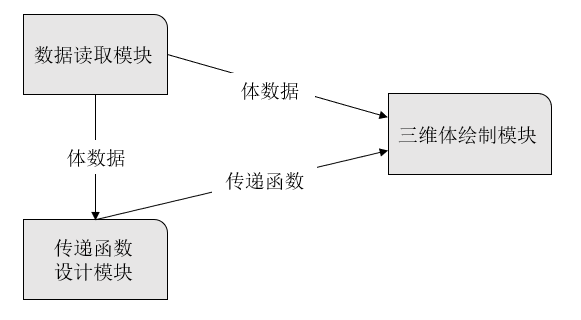 数据读取模块
体数据
三维体绘制模块
体数据
传递函数
传递函数
设计模块